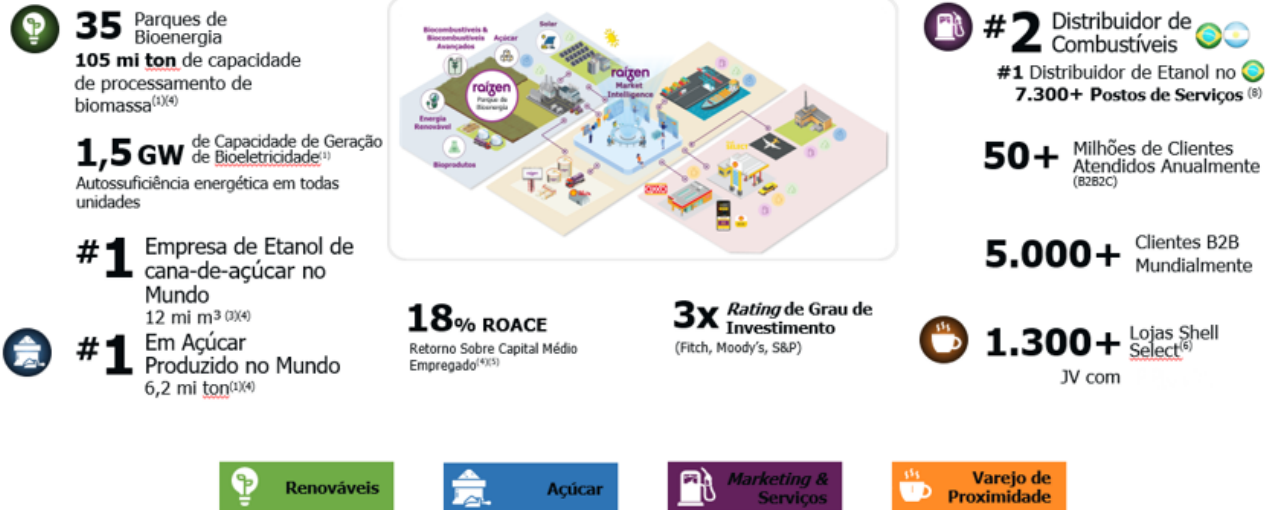 35 Parques de
Bioenergia
105 mi ton de capacidade
de processamento de
biomassa(1)(4)
1,5 GW de Capacidade de Geração
de Bioeletricidade(1)
Autossuficiência energética em todas
unidades
#1 Empresa de Etanol de
cana-de-açúcar no
Mundo
12 mi m³ (3)(4)
#1 Em Açúcar
Produzido no Mundo
6,2 mi ton(1)(4)
Solar
Biocombustíveis &
Biocombustíveis
Avançados
Açúcar
raízen
Parque de
Bioenergia
raízen
Market
Intelligence
Energia
Renovável
Bioprodutos
OXXO
18% ROACE
Retorno Sobre Capital Médio
Empregado(4)(5)
3x Rating de Grau de
Investimento
(Fitch, Moody's, S&P)
#2 Distribuidor de
Combustíveis
#1 Distribuidor de Etanol no
7.300+ Postos de Serviços (8)
50+ Milhões de Clientes
Atendidos Anualmente
(B2B2C)
5.000+ Clientes B2B
Mundialmente
1.300+ Lojas Shell
Select(6)
JV com
Renováveis
Açúcar
Marketing &
Serviços
Varejo de
Proximidade